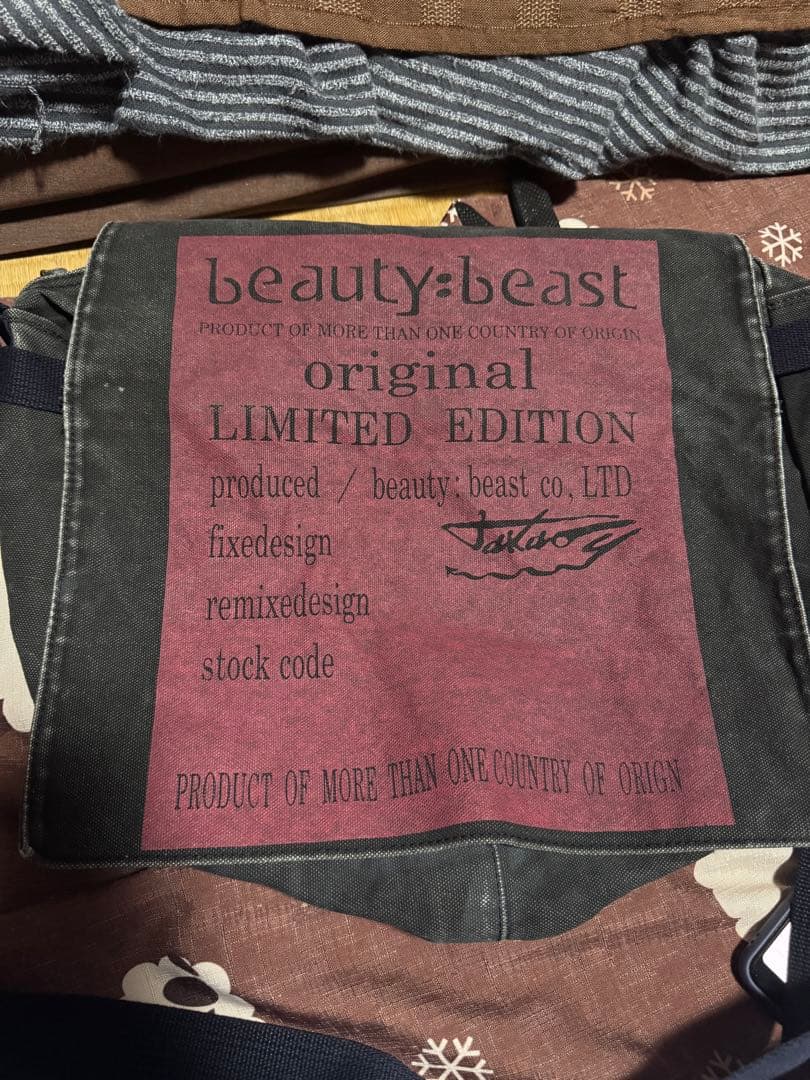 beauty:beast
PRODUCT OF MORE THAN ONE COUNTRY OF ORIGIN
original
LIMITED EDITION
produced / beauty: beast co, LTD
fixedesign
remixedesign
stock code
PRODUCT OF MORE THAN ONE COUNTRY OF ORIGN